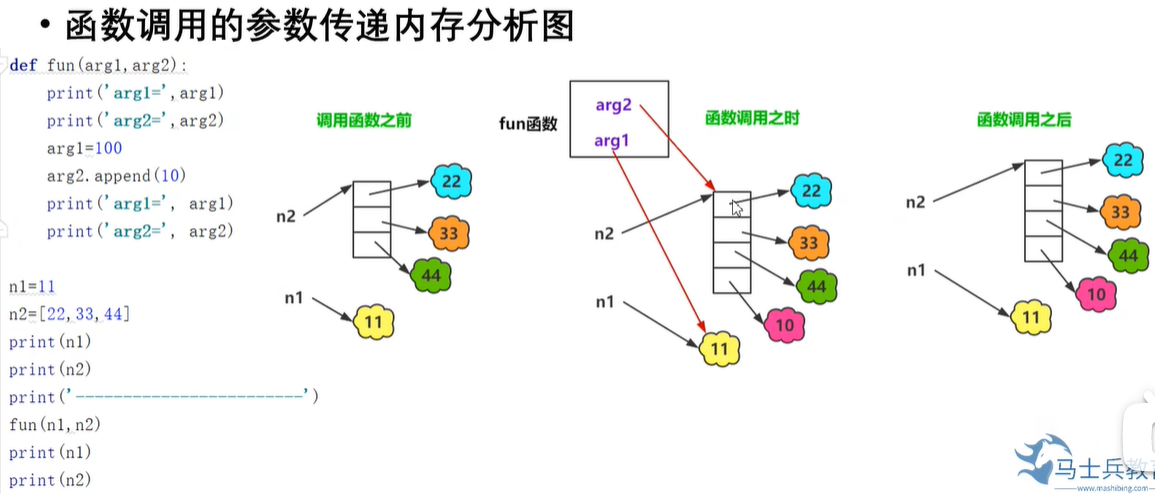 • 函数调用的参数传递内存分析图
def fun(arg1,arg2):
    print('arg1=',arg1)
    print('arg2=',arg2)
    arg1=100
    arg2.append(10)
    print('arg1=', arg1)
    print('arg2=', arg2)
n1=11
n2=[22,33,44]
print(n1)
print(n2)
print('-------------------------')
fun(n1,n2)
print(n1)
print(n2)
调用函数之前
n2
22
33
44
n1
11
fun函数
arg2
arg1
函数调用之时
n2
22
33
44
n1
10
11
函数调用之后
n2
22
33
44
n1
10
11
马士兵教
www.mashibing.com